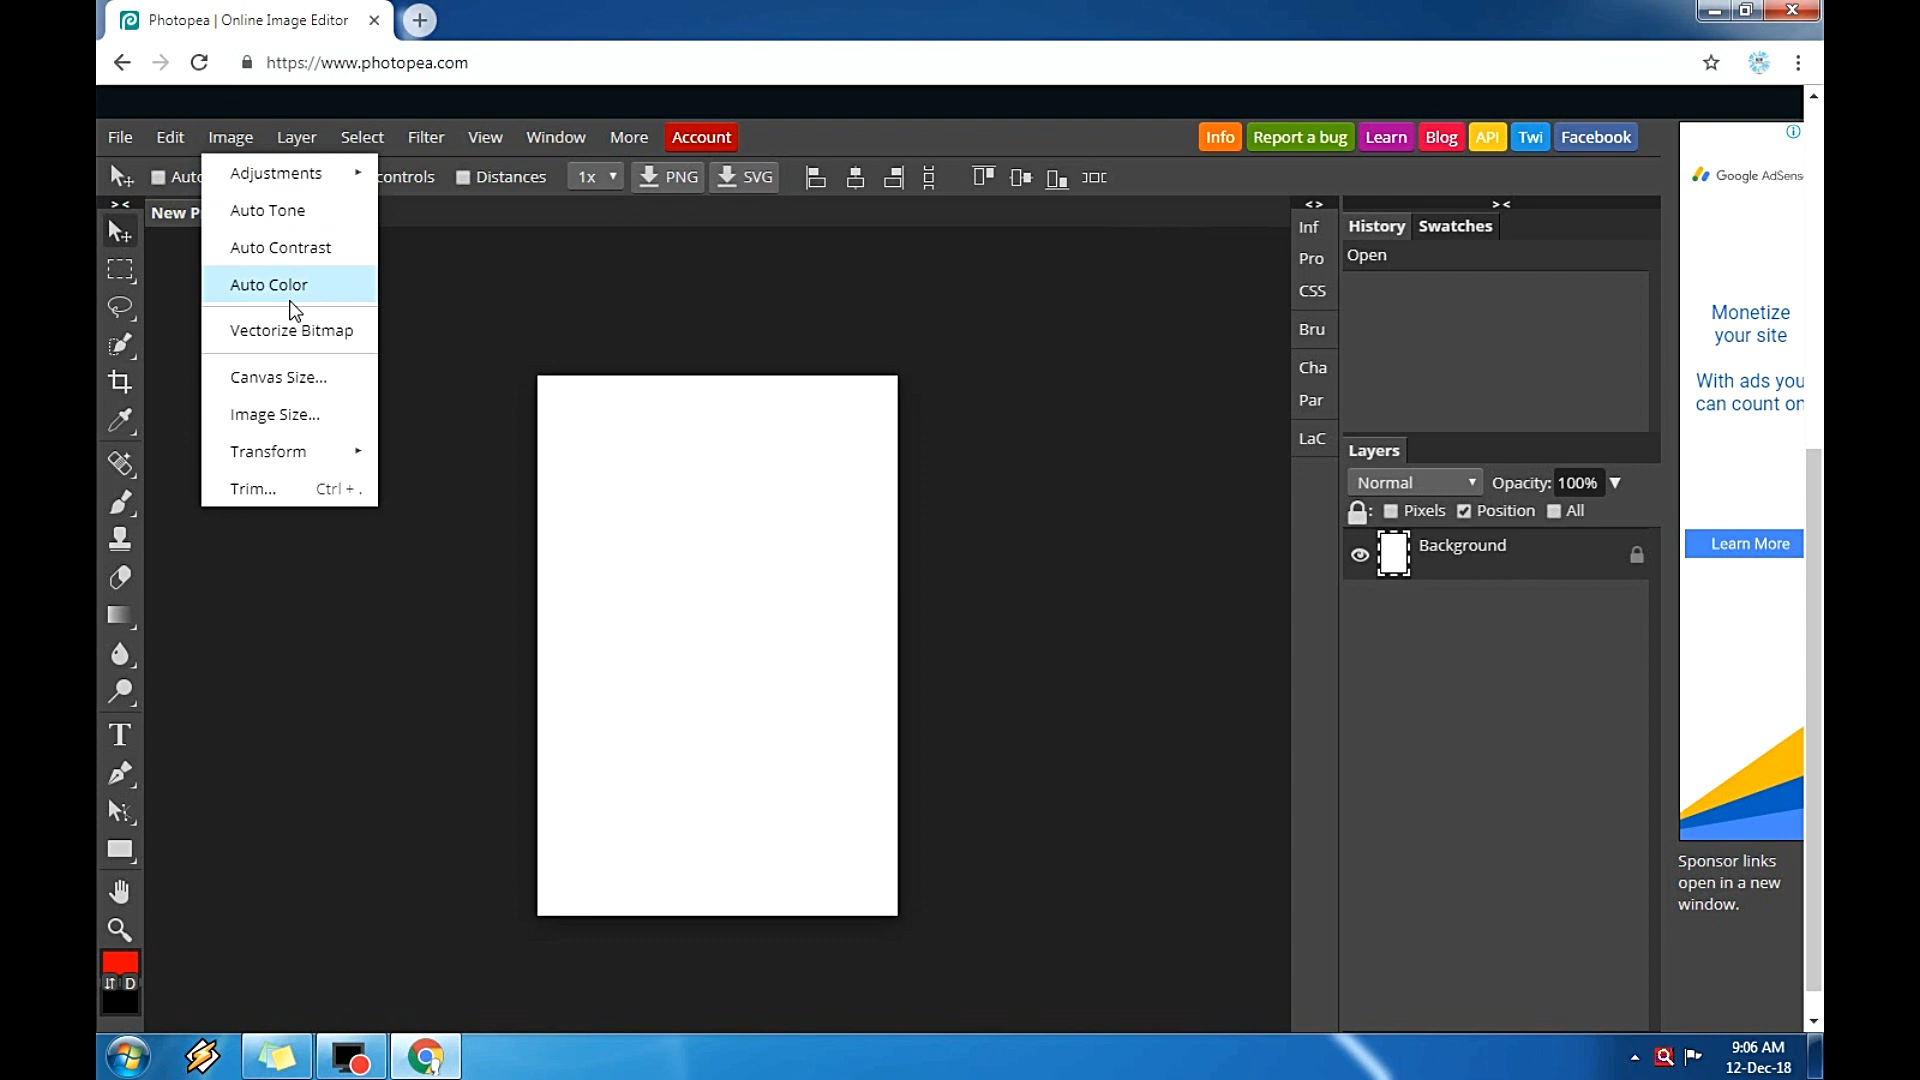 Photopea | Online Image Editor
https://www.photopea.com
File Edit Image Layer Select Filter View Window More Account
Info Report a bug Learn Blog API Twi Facebook
controls Distances 1x PNG SVG
Adjustments
Auto Tone
Auto Contrast
Auto Color
Vectorize Bitmap
Canvas Size...
Image Size...
Transform
Trim... Ctrl + .
New P
Inf
Pro
CSS
Bru
Cha
Par
LaC
History Swatches
Open
Layers
Normal Opacity: 100%
Pixels Position All
Background
D
Google AdSens
Monetize
your site
With ads you
can count on
Learn More
Sponsor links
open in a new
window.
9:06 AM
12-Dec-18